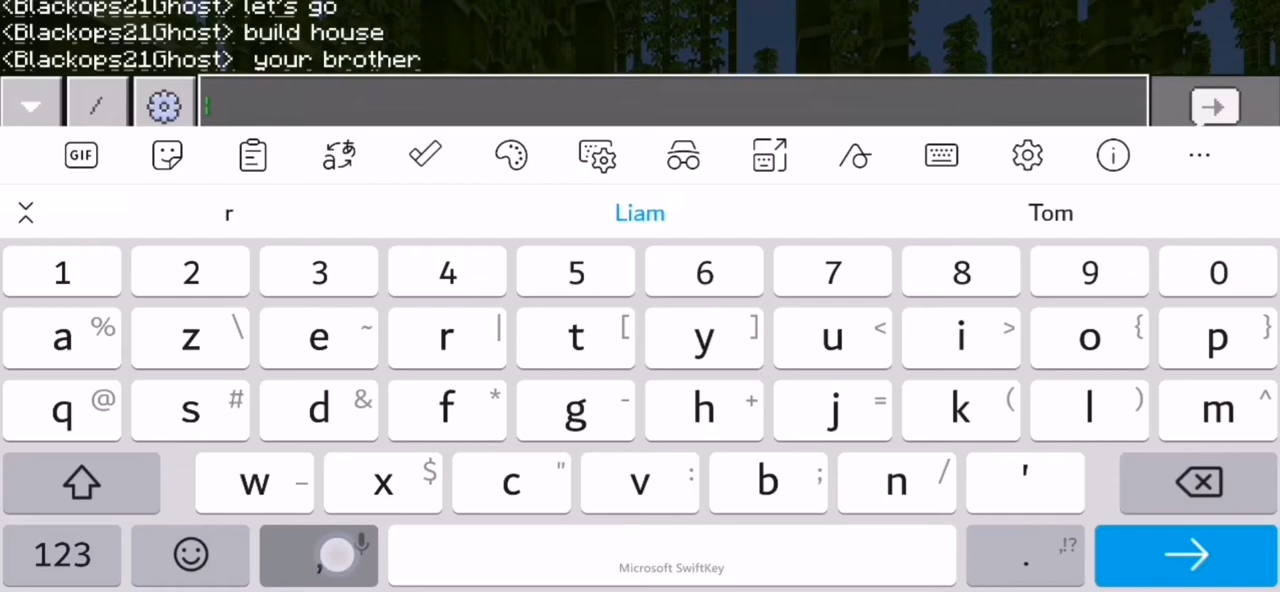 <Blackops21Ghost> let's go
<Blackops21Ghost> build house
<Blackops21Ghost> your brother
/
GIF
r Liam Tom
1 2 3 4 5 6 7 8 9 0
a % z \ e ~ r | t [ y ] u < i > o { p }
q @ s # d & f * g - h + j = k ( l ) m ^
w _ x $ c " v : b ; n / '
123 , Microsoft SwiftKey . ,!?